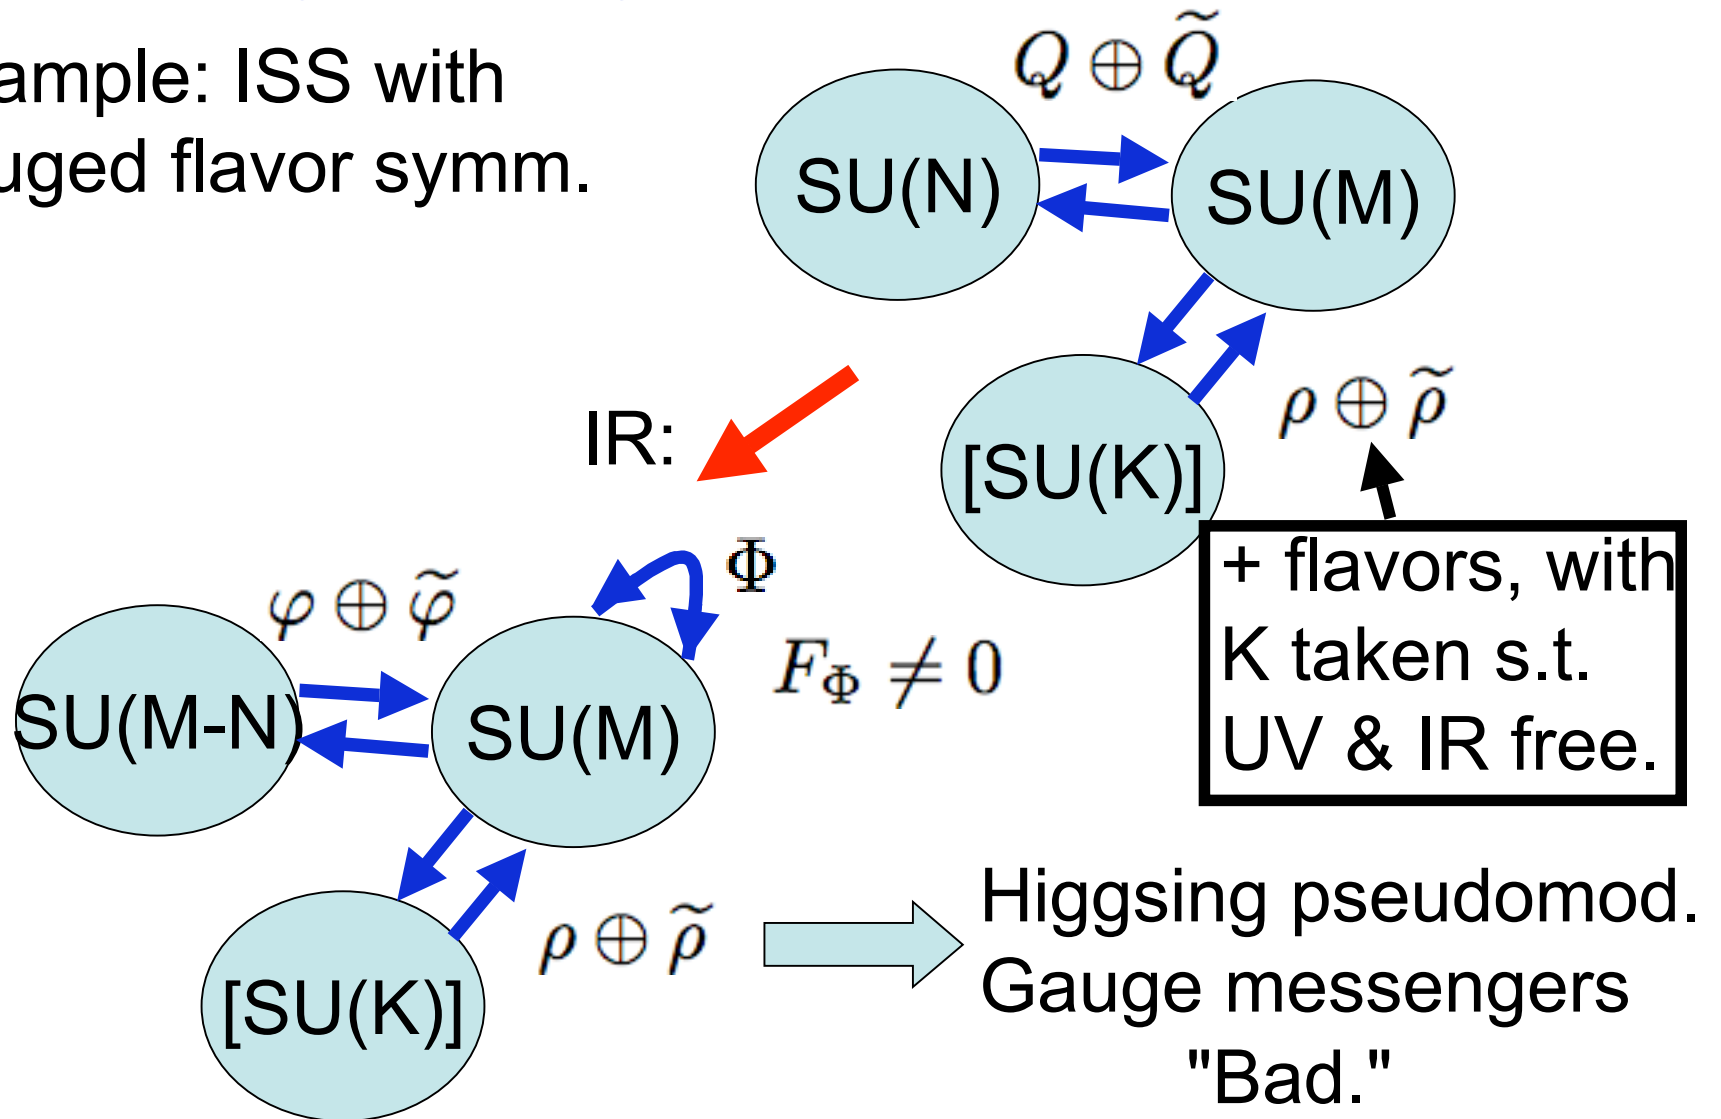 ample: ISS with
uged flavor symm.
Q ⊕ Q̃
SU(N)
SU(M)
ρ ⊕ ρ̃
[SU(K)]
IR:
+ flavors, with
K taken s.t.
UV & IR free.
Φ
φ ⊕ φ̃
F_Φ ≠ 0
SU(M-N)
SU(M)
ρ ⊕ ρ̃
[SU(K)]
Higgsing pseudomod.
Gauge messengers
"Bad."